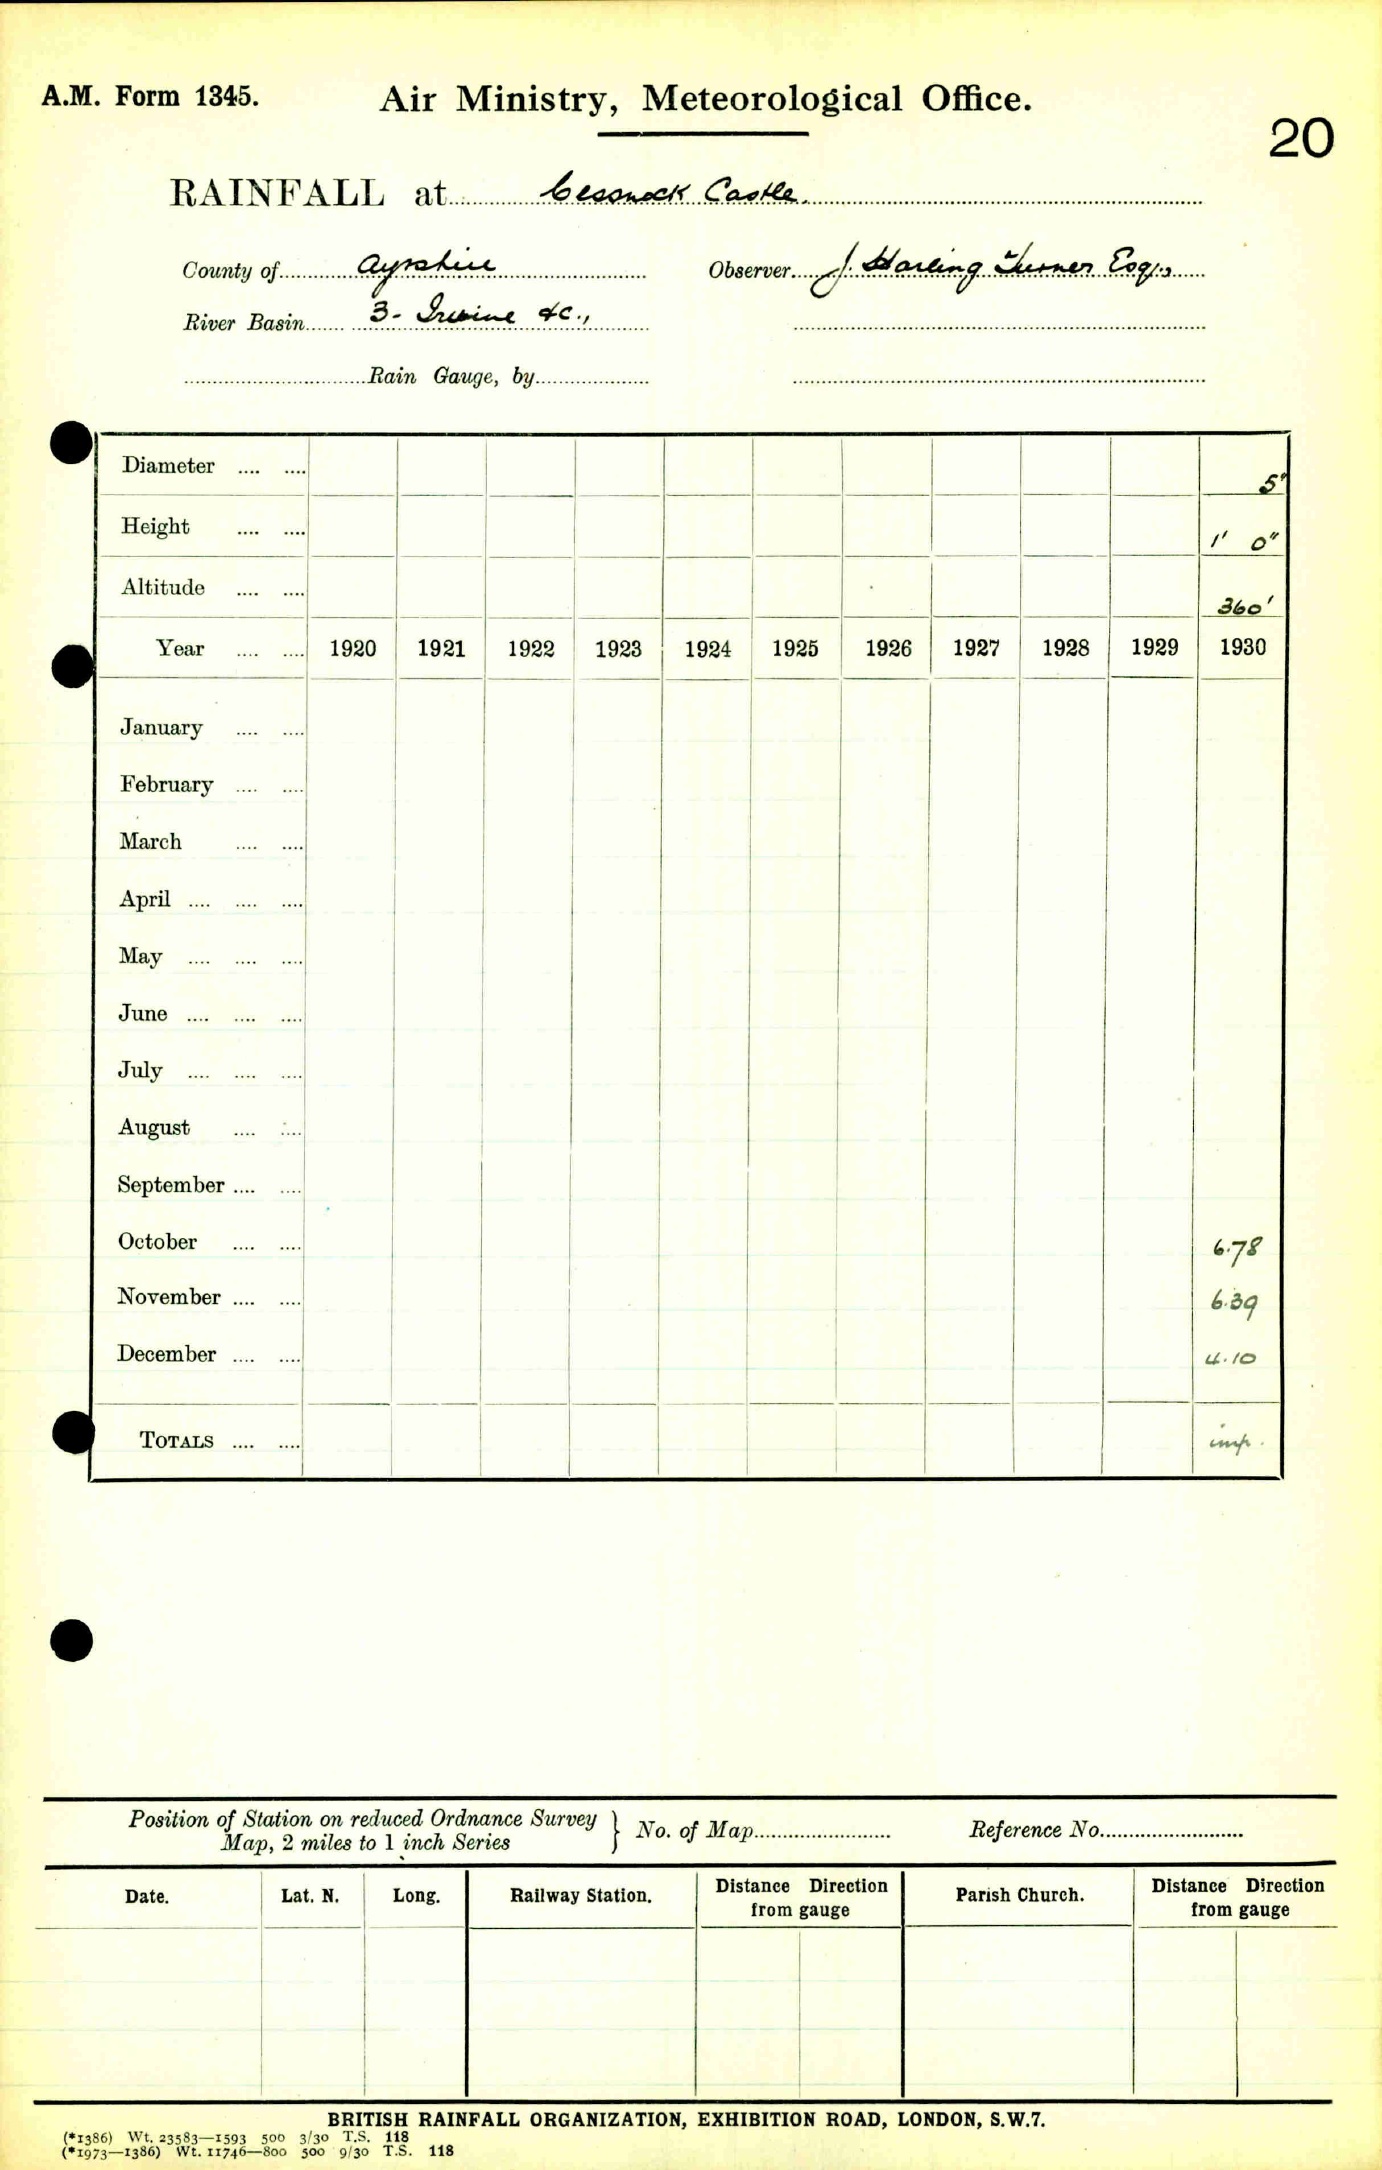 A.M. Form 1345.
Air Ministry, Meteorological Office.
20
RAINFALL at Cessnock Castle.
County of Ayrshire
Observer J. Harling Turner Esq.,
River Basin 3- Irvine &c.,
Rain Gauge, by
Diameter .... .... 5"
Height .... .... 1' 0"
Altitude .... .... 360'
Year .... .... 1920 1921 1922 1923 1924 1925 1926 1927 1928 1929 1930
January .... ....
February .... ....
March .... ....
April .... .... ....
May .... .... ....
June .... .... ....
July .... .... ....
August .... ....
September .... ....
October .... .... 6.78
November .... .... 6.39
December .... .... 4.10
TOTALS .... .... imp.
Position of Station on reduced Ordnance Survey
Map, 2 miles to 1 inch Series } No. of Map Reference No.
Date. Lat. N. Long. Railway Station. Distance Direction from gauge Parish Church. Distance Direction from gauge
BRITISH RAINFALL ORGANIZATION, EXHIBITION ROAD, LONDON, S.W.7.
(*1386) Wt. 23583—1593 500 3/30 T.S. 118
(*1973—1386) Wt. 11746—800 500 9/30 T.S. 118